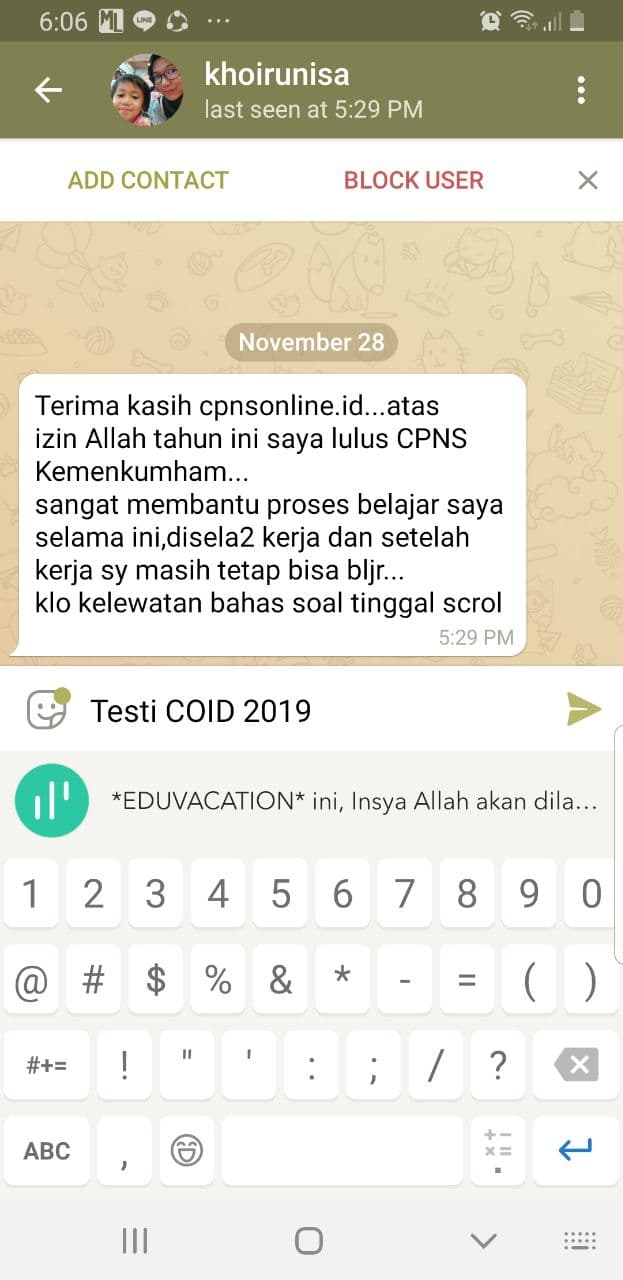 6:06 ML LINE ...
khoirunisa
last seen at 5:29 PM
ADD CONTACT BLOCK USER ×
November 28
Terima kasih cpnsonline.id...atas
izin Allah tahun ini saya lulus CPNS
Kemenkumham...
sangat membantu proses belajar saya
selama ini,disela2 kerja dan setelah
kerja sy masih tetap bisa bljr...
klo kelewatan bahas soal tinggal scrol
5:29 PM
Testi COID 2019
*EDUVACATION* ini, Insya Allah akan dila...
1 2 3 4 5 6 7 8 9 0
@ # $ % & * - = ( )
#+= ! " ' : ; / ?
ABC , + − × = .